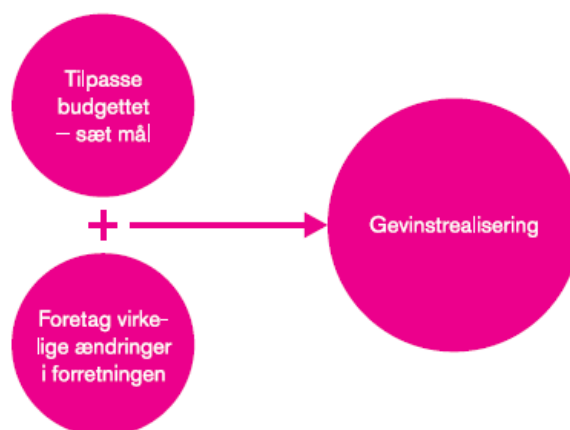 Tilpasse
budgettet
– sæt mål
+
Gevinstrealisering
Foretag virke–
lige ændringer
i forretningen